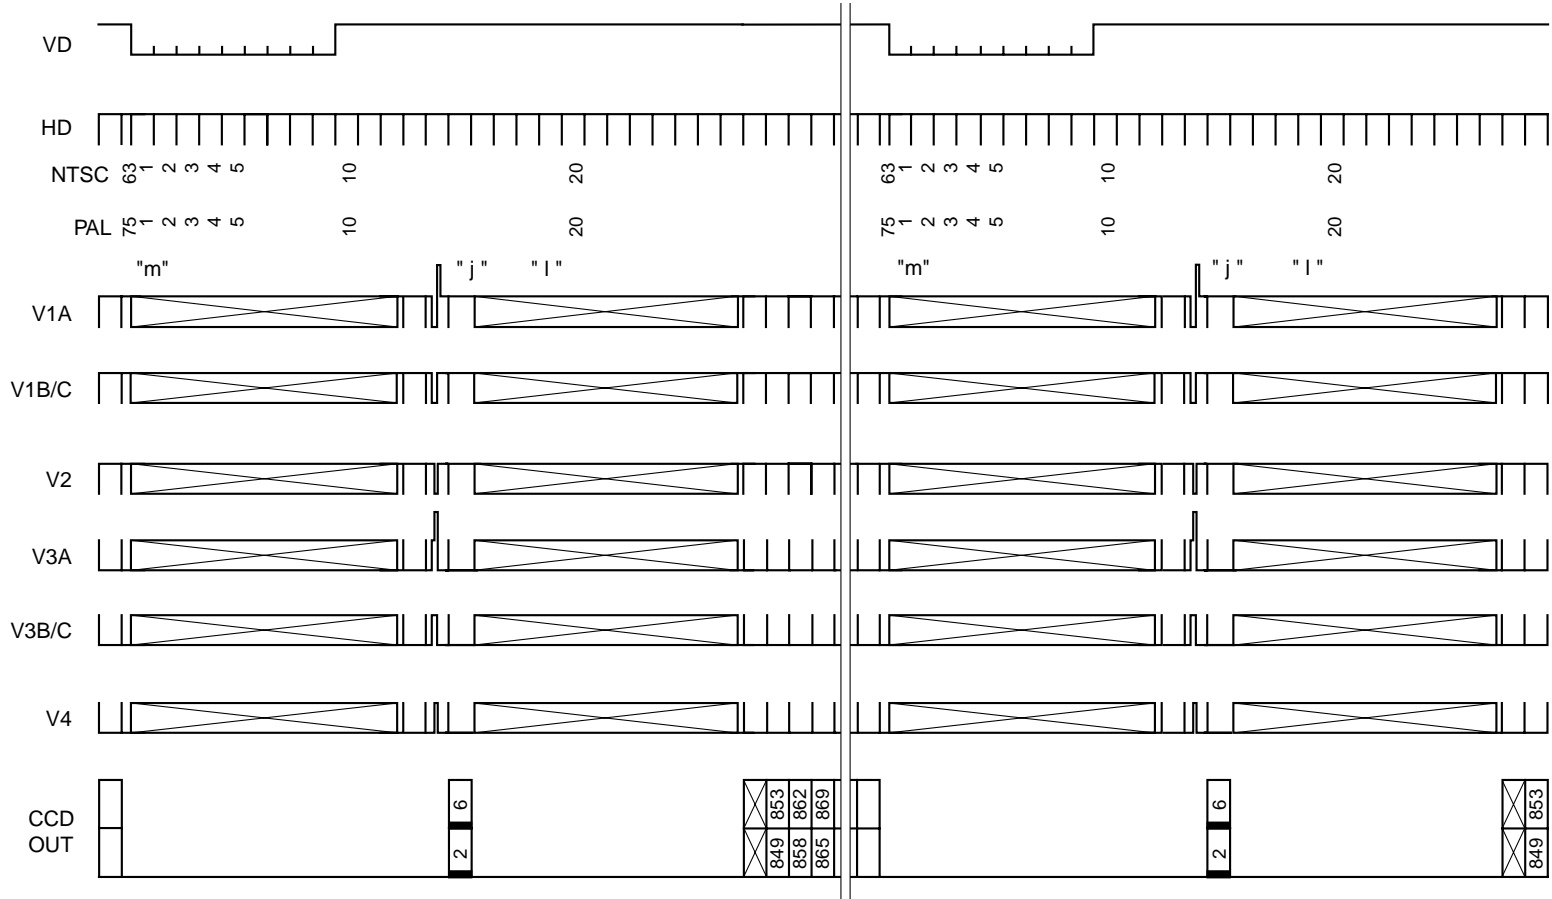 VD
HD
NTSC 63 1 2 3 4 5 10 20 63 1 2 3 4 5 10 20
PAL 75 1 2 3 4 5 10 20 75 1 2 3 4 5 10 20
"m" " j " " l " "m" " j " " l "
V1A
V1B/C
V2
V3A
V3B/C
V4
CCD OUT
6 853 862 869 6 853
2 849 858 865 2 849